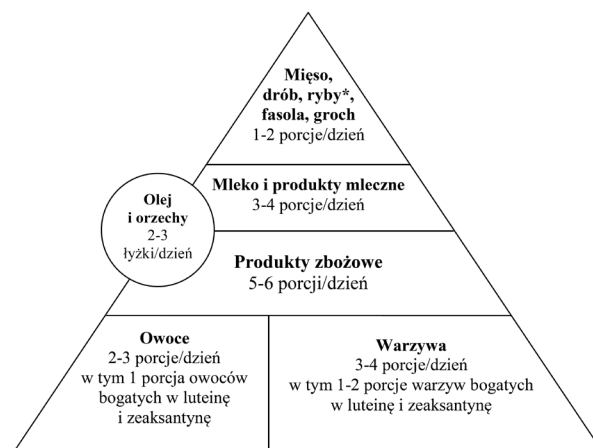 Mięso,
drób, ryby*,
fasola, groch
1-2 porcje/dzień
Mleko i produkty mleczne
3-4 porcje/dzień
Olej
i orzechy
2-3
łyżki/dzień
Produkty zbożowe
5-6 porcji/dzień
Owoce
2-3 porcje/dzień
w tym 1 porcja owoców
bogatych w luteinę
i zeaksantynę
Warzywa
3-4 porcje/dzień
w tym 1-2 porcje warzyw bogatych
w luteinę i zeaksantynę